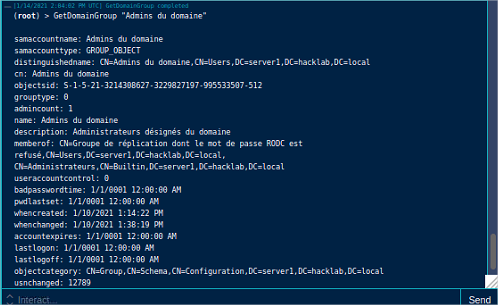 [1/14/2021 2:04:02 PM UTC] GetDomainGroup completed
(root) > GetDomainGroup "Admins du domaine"
samaccountname: Admins du domaine
samaccounttype: GROUP_OBJECT
distinguishedname: CN=Admins du domaine,CN=Users,DC=server1,DC=hacklab,DC=local
cn: Admins du domaine
objectsid: S-1-5-21-3214308627-3229827197-995533507-512
grouptype: 0
admincount: 1
name: Admins du domaine
description: Administrateurs désignés du domaine
memberof: CN=Groupe de réplication dont le mot de passe RODC est
refusé,CN=Users,DC=server1,DC=hacklab,DC=local,
CN=Administrateurs,CN=Builtin,DC=server1,DC=hacklab,DC=local
useraccountcontrol: 0
badpasswordtime: 1/1/0001 12:00:00 AM
pwdlastset: 1/1/0001 12:00:00 AM
whencreated: 1/10/2021 1:14:22 PM
whenchanged: 1/10/2021 1:38:19 PM
accountexpires: 1/1/0001 12:00:00 AM
lastlogon: 1/1/0001 12:00:00 AM
lastlogoff: 1/1/0001 12:00:00 AM
objectcategory: CN=Group,CN=Schema,CN=Configuration,DC=server1,DC=hacklab,DC=local
usnchanged: 12789
Interact...
Send